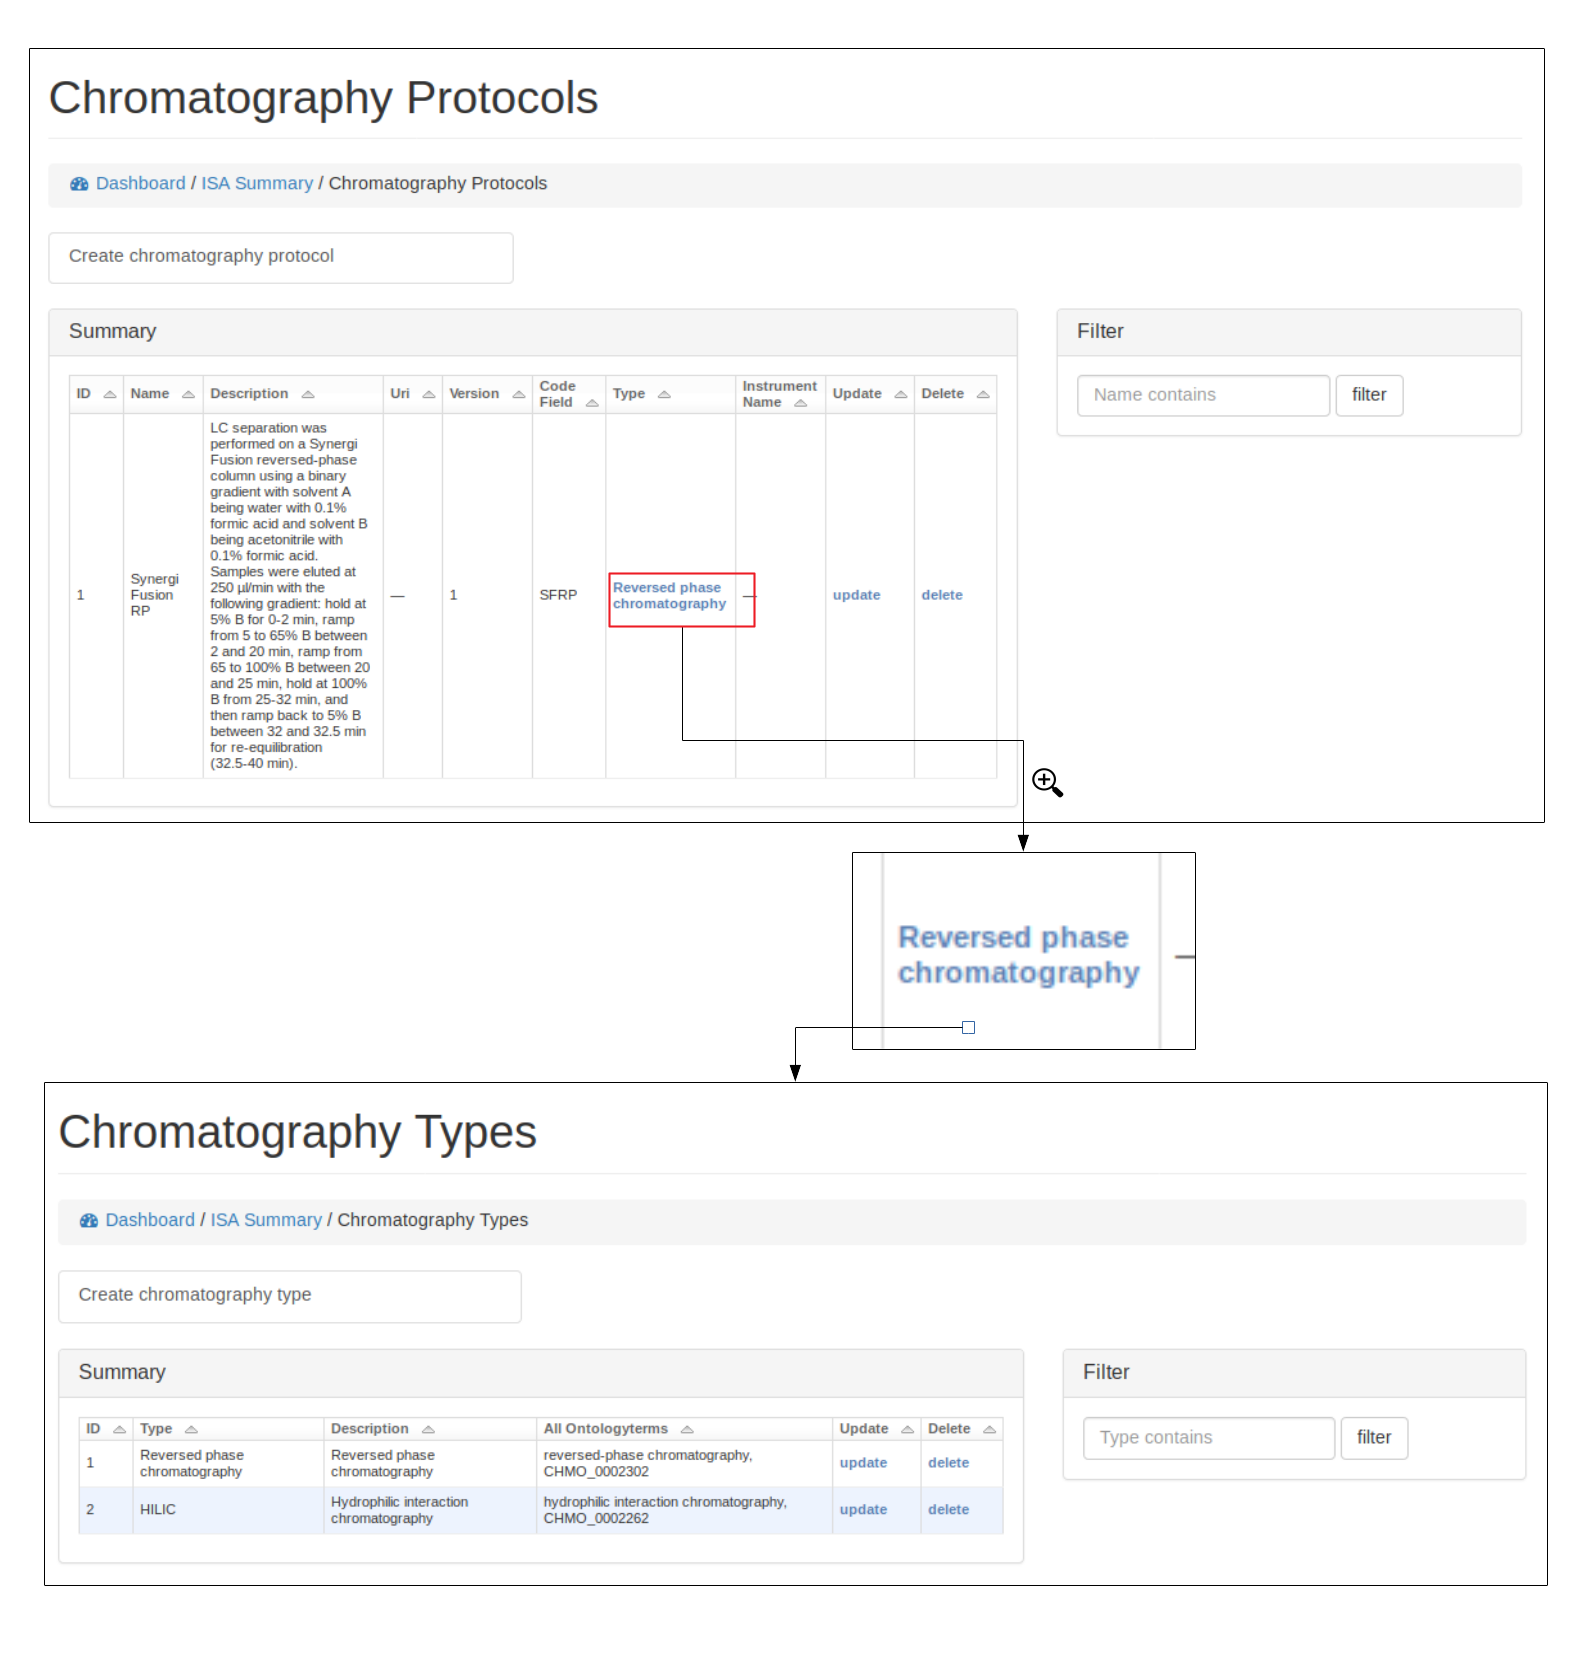 Chromatography Protocols
Dashboard / ISA Summary / Chromatography Protocols
Create chromatography protocol
Summary
ID Name Description Uri Version Code Field Type Instrument Name Update Delete
1
Synergi
Fusion
RP
LC separation was
performed on a Synergi
Fusion reversed-phase
column using a binary
gradient with solvent A
being water with 0.1%
formic acid and solvent B
being acetonitrile with
0.1% formic acid.
Samples were eluted at
250 µl/min with the
following gradient: hold at
5% B for 0-2 min, ramp
from 5 to 65% B between
2 and 20 min, ramp from
65 to 100% B between 20
and 25 min, hold at 100%
B from 25-32 min, and
then ramp back to 5% B
between 32 and 32.5 min
for re-equilibration
(32.5-40 min).
—
1
SFRP
Reversed phase
chromatography
—
update
delete
Filter
Name contains filter
Reversed phase
chromatography
—
Chromatography Types
Dashboard / ISA Summary / Chromatography Types
Create chromatography type
Summary
ID Type Description All Ontologyterms Update Delete
1
Reversed phase
chromatography
Reversed phase
chromatography
reversed-phase chromatography,
CHMO_0002302
update
delete
2
HILIC
Hydrophilic interaction
chromatography
hydrophilic interaction chromatography,
CHMO_0002262
update
delete
Filter
Type contains filter